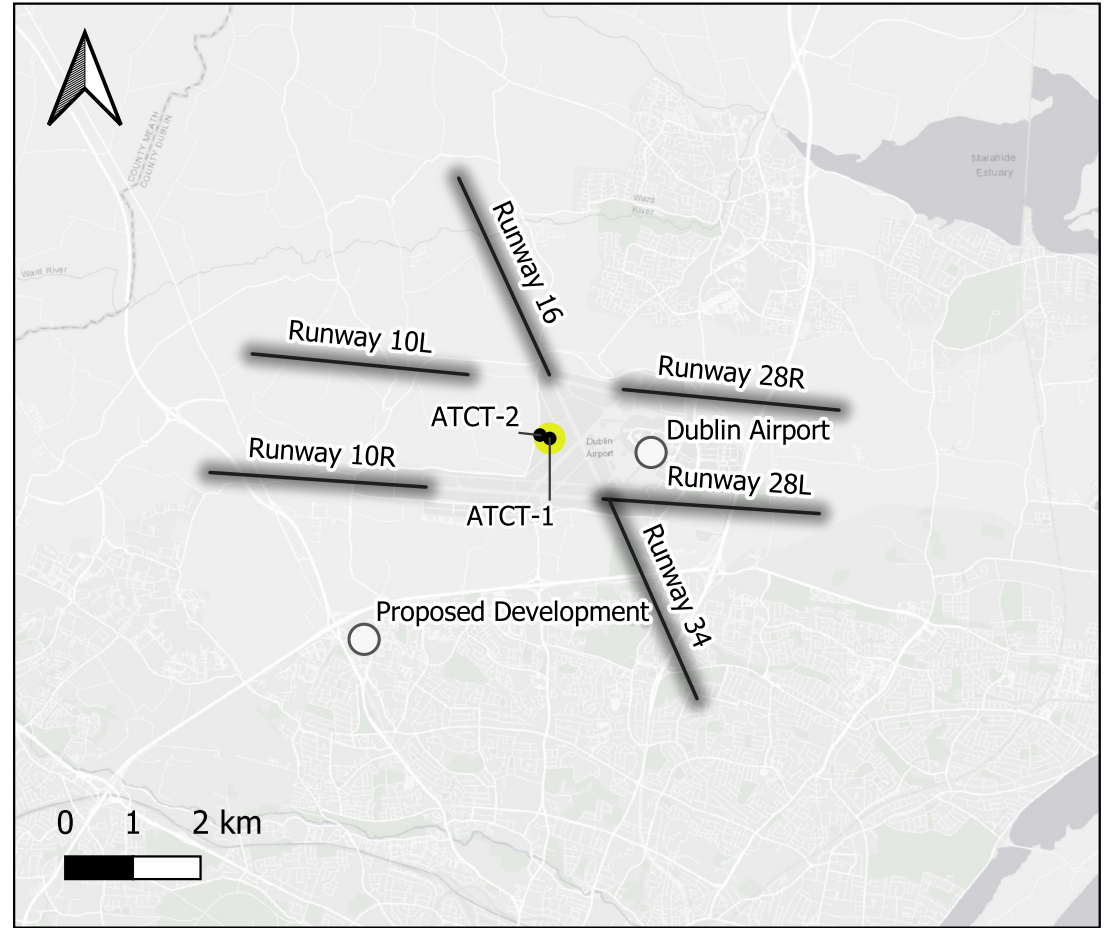 COUNTY MEATH
COUNTY DUBLIN
Malahide
Estuary
Ward
River
Ward River
Runway 16
Runway 10L
Runway 28R
ATCT-2
Dublin Airport
Dublin
Airport
Runway 10R
Runway 28L
ATCT-1
Runway 34
Proposed Development
0 1 2 km